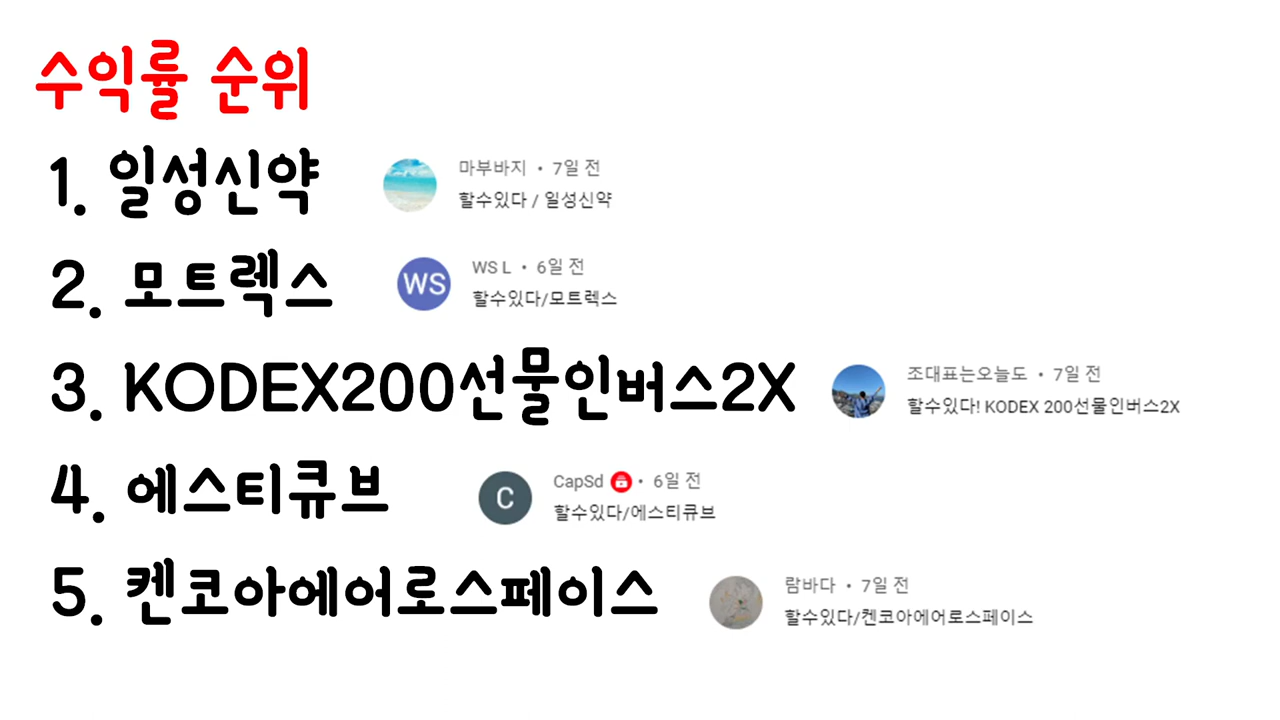 수익률 순위
1. 일성신약
마부바지 • 7일 전
할수있다 / 일성신약
2. 모트렉스
WS
WS L • 6일 전
할수있다/모트렉스
3. KODEX200선물인버스2X
조대표는오늘도 • 7일 전
할수있다! KODEX 200선물인버스2X
4. 에스티큐브
C
CapSd • 6일 전
할수있다/에스티큐브
5. 켄코아에어로스페이스
람바다 • 7일 전
할수있다/켄코아에어로스페이스